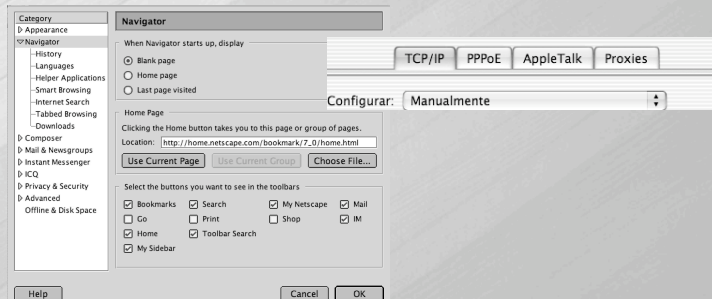 Category
Appearance
Navigator
History
Languages
Helper Applications
Smart Browsing
Internet Search
Tabbed Browsing
Downloads
Composer
Mail & Newsgroups
Instant Messenger
ICQ
Privacy & Security
Advanced
Offline & Disk Space
Navigator
When Navigator starts up, display
Blank page
Home page
Last page visited
Home Page
Clicking the Home button takes you to this page or group of pages.
Location: http://home.netscape.com/bookmark/7_0/home.html
Use Current Page Use Current Group Choose File...
Select the buttons you want to see in the toolbars
Bookmarks Search My Netscape Mail
Go Print Shop IM
Home Toolbar Search
My Sidebar
Help Cancel OK
TCP/IP PPPoE AppleTalk Proxies
Configurar: Manualmente